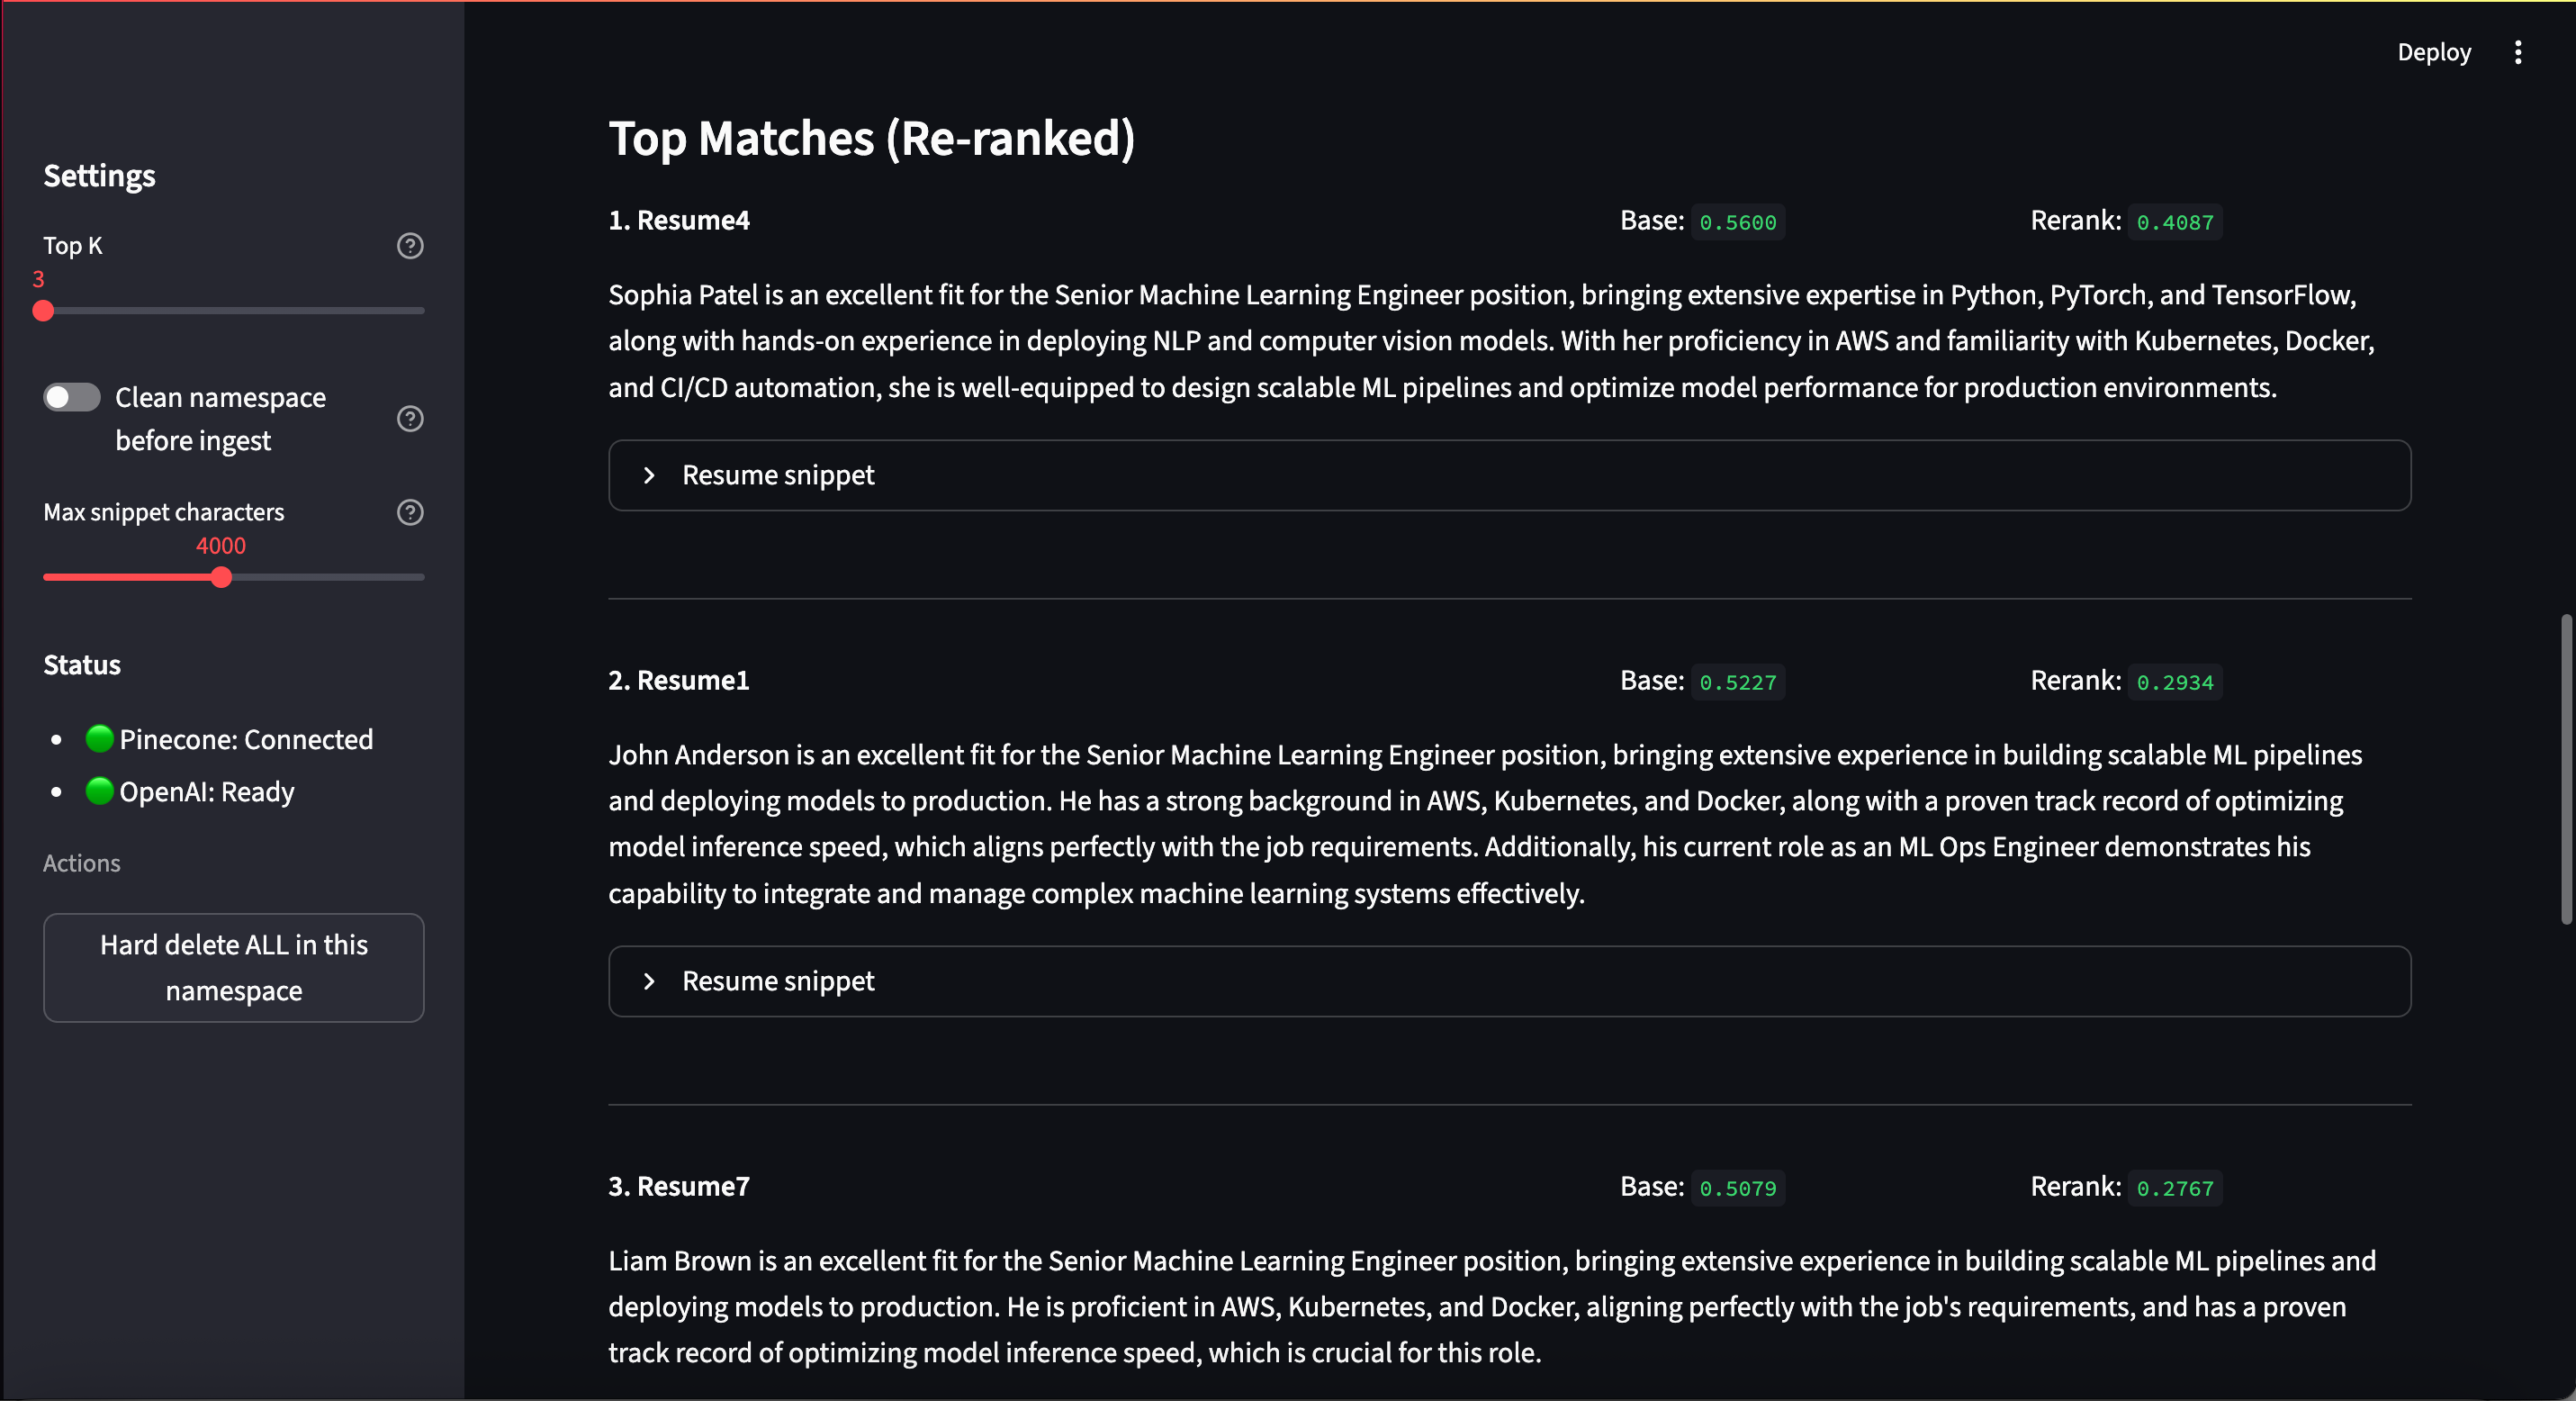 Deploy
Settings
Top K
3
Clean namespace
before ingest
Max snippet characters
4000
Status
Pinecone: Connected
OpenAI: Ready
Actions
Hard delete ALL in this
namespace
Top Matches (Re-ranked)
1. Resume4 Base: 0.5600 Rerank: 0.4087
Sophia Patel is an excellent fit for the Senior Machine Learning Engineer position, bringing extensive expertise in Python, PyTorch, and TensorFlow,
along with hands-on experience in deploying NLP and computer vision models. With her proficiency in AWS and familiarity with Kubernetes, Docker,
and CI/CD automation, she is well-equipped to design scalable ML pipelines and optimize model performance for production environments.
Resume snippet
2. Resume1 Base: 0.5227 Rerank: 0.2934
John Anderson is an excellent fit for the Senior Machine Learning Engineer position, bringing extensive experience in building scalable ML pipelines
and deploying models to production. He has a strong background in AWS, Kubernetes, and Docker, along with a proven track record of optimizing
model inference speed, which aligns perfectly with the job requirements. Additionally, his current role as an ML Ops Engineer demonstrates his
capability to integrate and manage complex machine learning systems effectively.
Resume snippet
3. Resume7 Base: 0.5079 Rerank: 0.2767
Liam Brown is an excellent fit for the Senior Machine Learning Engineer position, bringing extensive experience in building scalable ML pipelines and
deploying models to production. He is proficient in AWS, Kubernetes, and Docker, aligning perfectly with the job's requirements, and has a proven
track record of optimizing model inference speed, which is crucial for this role.